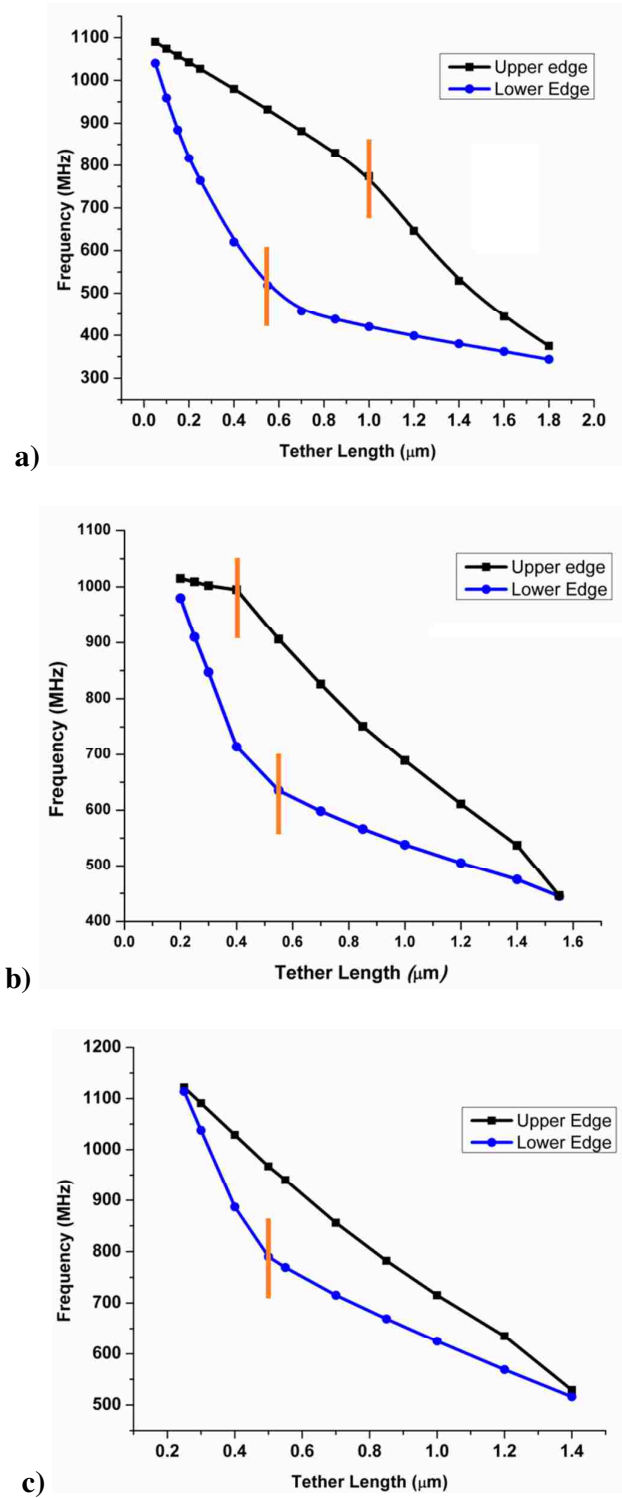 1100
1000
900
800
700
600
500
400
300
Frequency (MHz)
Upper edge
Lower Edge
0.0 0.2 0.4 0.6 0.8 1.0 1.2 1.4 1.6 1.8 2.0
Tether Length (μm)
a)
1100
1000
900
800
700
600
500
400
Frequency (MHz)
Upper edge
Lower Edge
0.0 0.2 0.4 0.6 0.8 1.0 1.2 1.4 1.6
Tether Length (μm)
b)
1200
1100
1000
900
800
700
600
500
Frequency (MHz)
Upper Edge
Lower Edge
0.2 0.4 0.6 0.8 1.0 1.2 1.4
Tether Length (μm)
c)